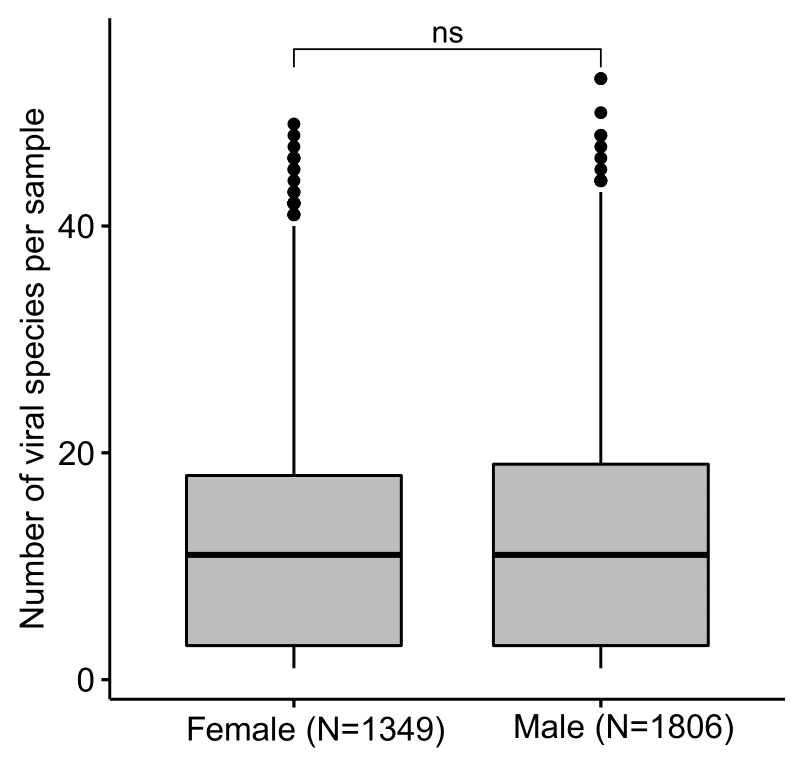 ns
Number of viral species per sample
40
20
0
Female (N=1349)
Male (N=1806)